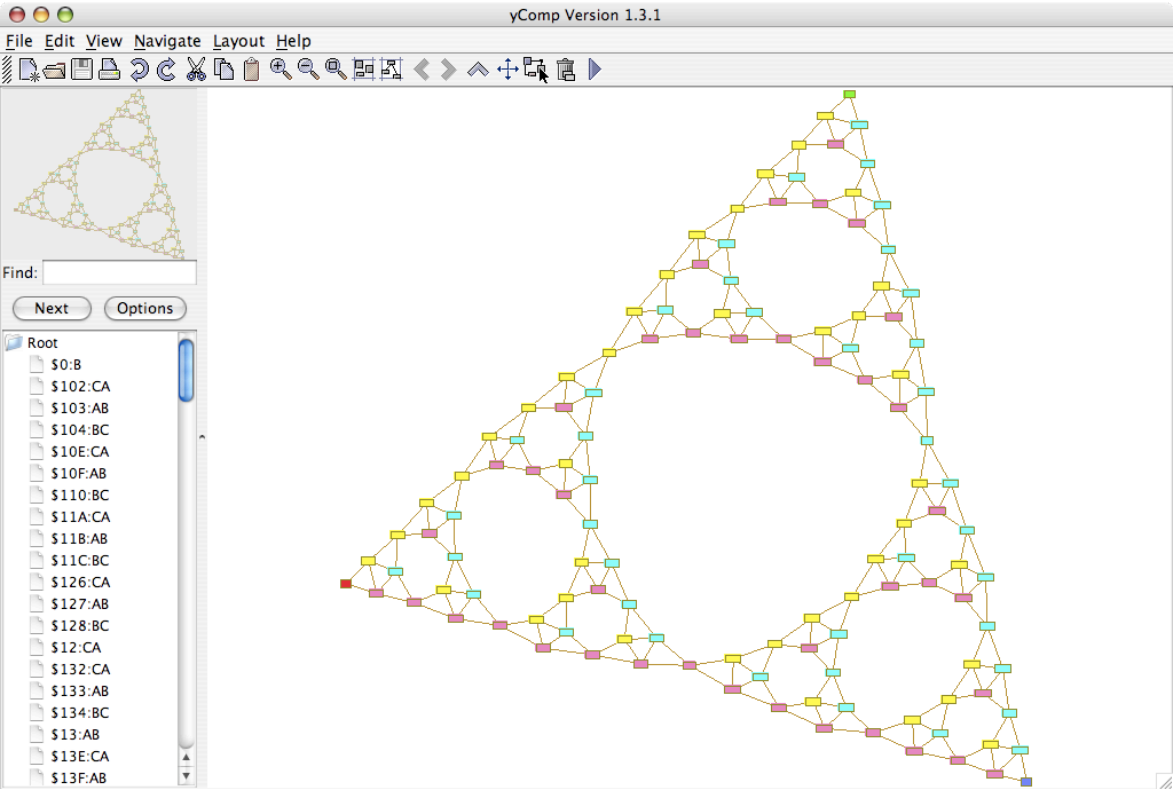 yComp Version 1.3.1
File Edit View Navigate Layout Help
Find:
Next Options
Root
$0:B
$102:CA
$103:AB
$104:BC
$10E:CA
$10F:AB
$110:BC
$11A:CA
$11B:AB
$11C:BC
$126:CA
$127:AB
$128:BC
$12:CA
$132:CA
$133:AB
$134:BC
$13:AB
$13E:CA
$13F:AB